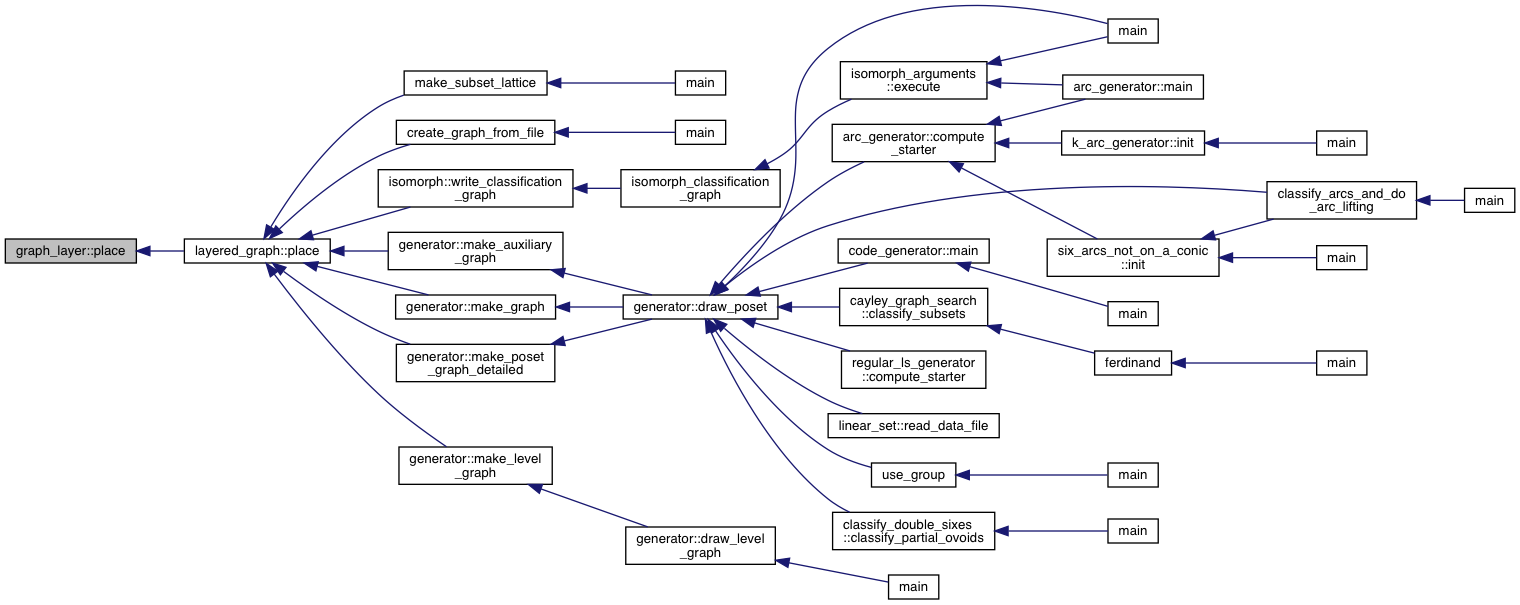 graph_layer::place
layered_graph::place
make_subset_lattice
main
create_graph_from_file
main
isomorph::write_classification
_graph
isomorph_classification
_graph
generator::make_auxiliary
_graph
generator::make_graph
generator::make_poset
_graph_detailed
generator::draw_poset
generator::make_level
_graph
generator::draw_level
_graph
main
main
isomorph_arguments
::execute
arc_generator::main
arc_generator::compute
_starter
k_arc_generator::init
main
classify_arcs_and_do
_arc_lifting
main
six_arcs_not_on_a_conic
::init
main
code_generator::main
main
cayley_graph_search
::classify_subsets
ferdinand
main
regular_ls_generator
::compute_starter
linear_set::read_data_file
use_group
main
classify_double_sixes
::classify_partial_ovoids
main